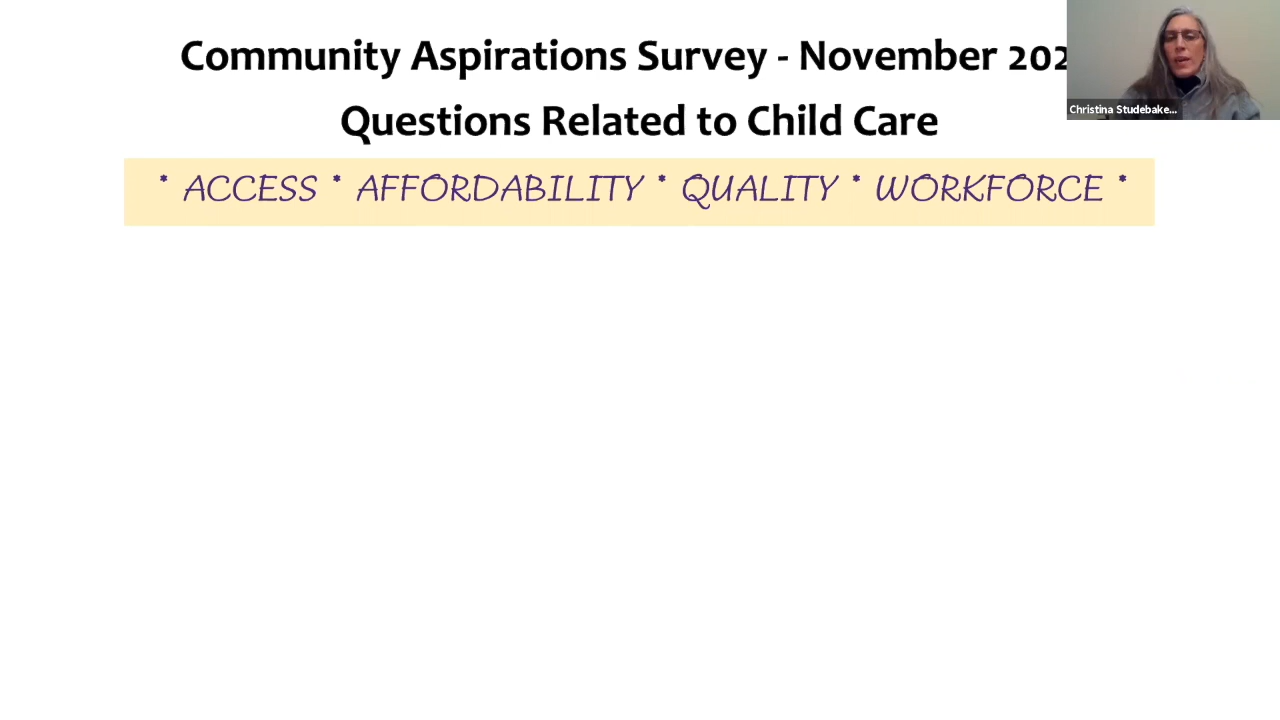 Community Aspirations Survey - November 202
Questions Related to Child Care
* ACCESS * AFFORDABILITY * QUALITY * WORKFORCE *
Christina Studebake...